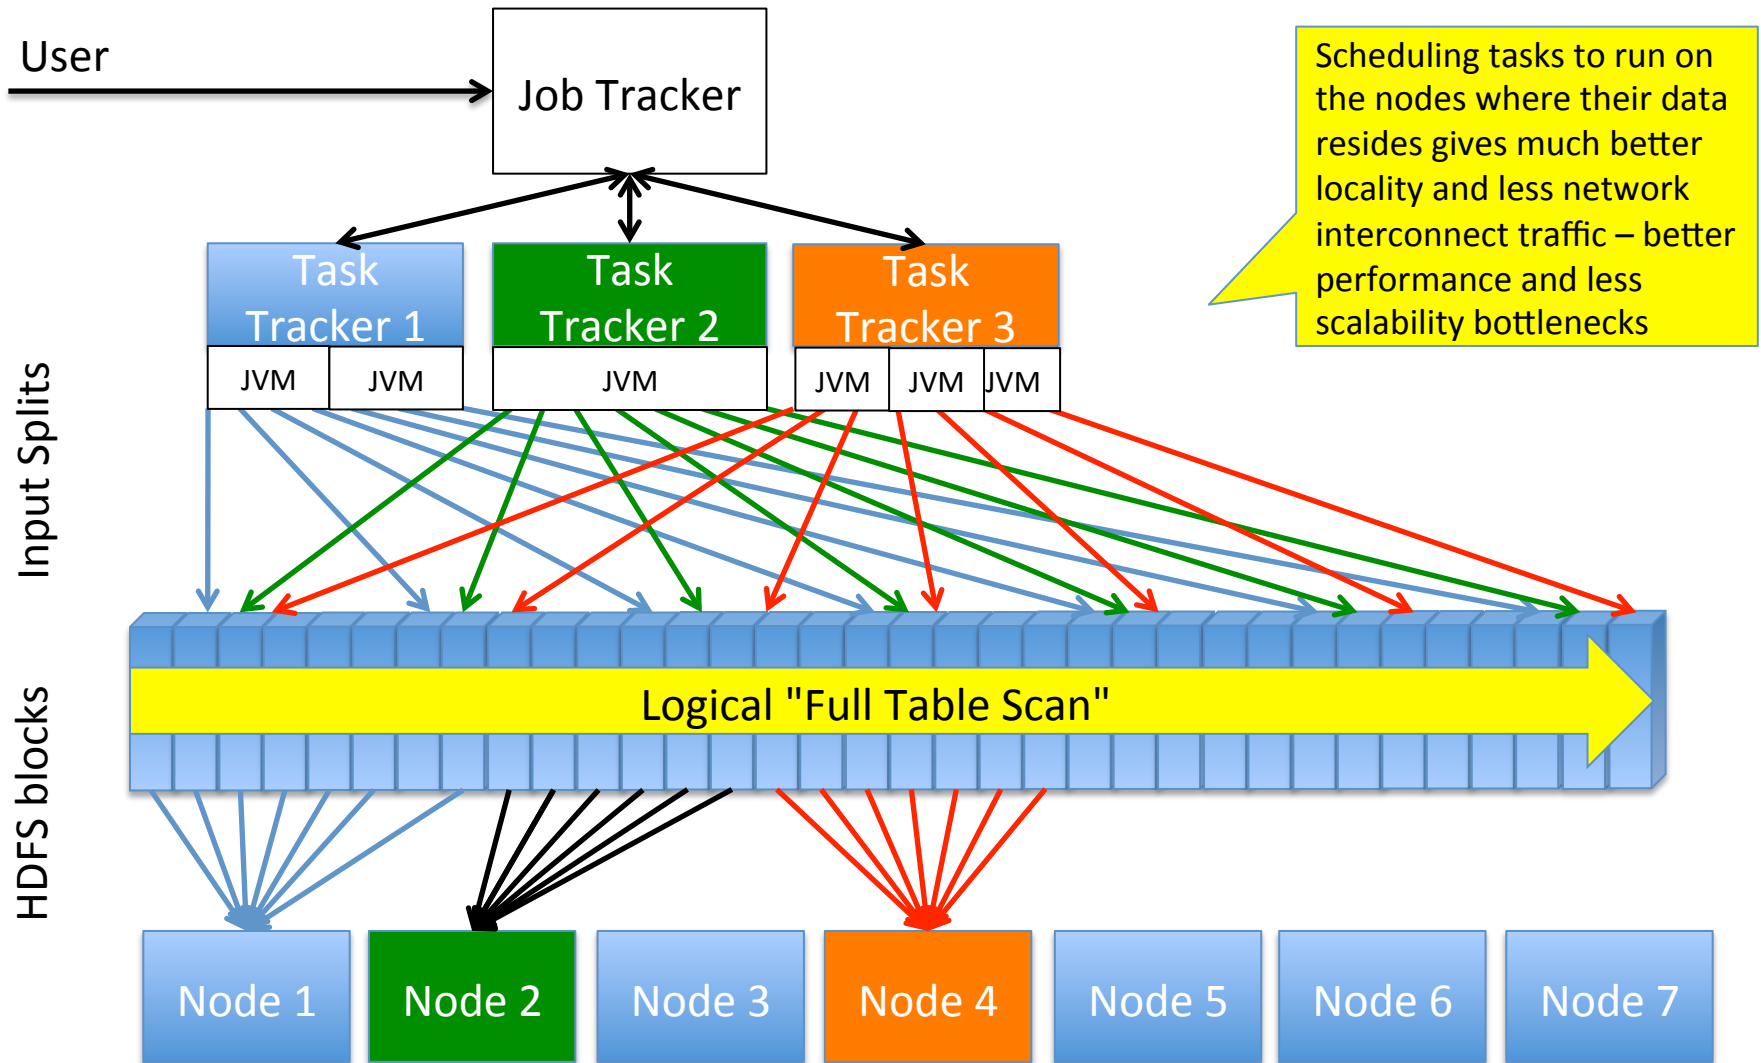 User
Job Tracker
Scheduling tasks to run on
the nodes where their data
resides gives much better
locality and less network
interconnect traffic – better
performance and less
scalability bottlenecks
Task
Tracker 1
Task
Tracker 2
Task
Tracker 3
JVM
JVM
JVM
JVM
JVM
JVM
Input Splits
Logical "Full Table Scan"
HDFS blocks
Node 1
Node 2
Node 3
Node 4
Node 5
Node 6
Node 7